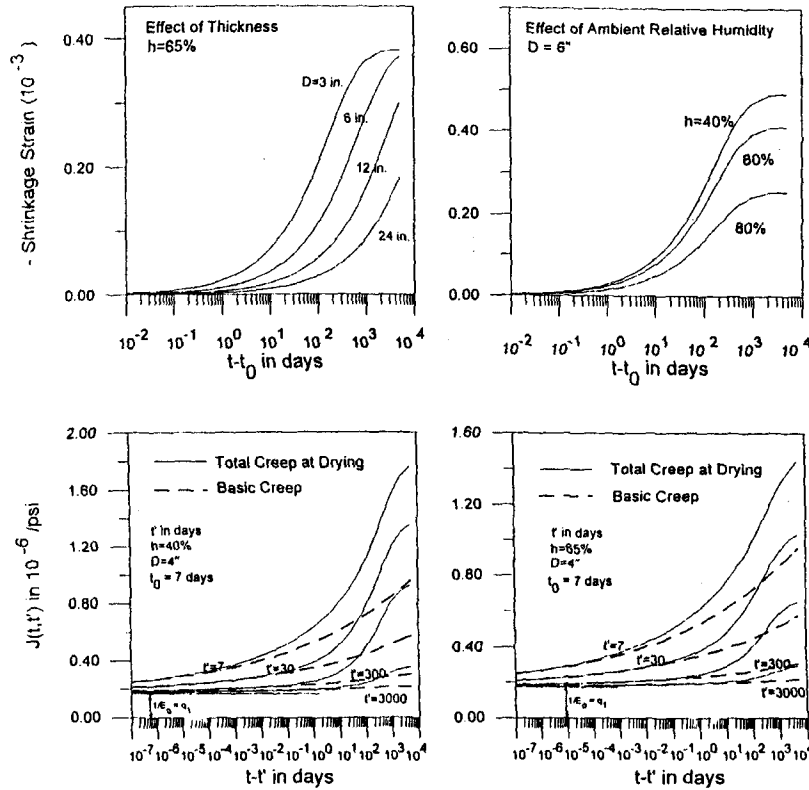 Effect of Thickness
h=65%
0.40
0.20
0.00
D=3 in.
6 in.
12 in.
24 in.
- Shrinkage Strain (10⁻³)
10⁻² 10⁻¹ 10⁰ 10¹ 10² 10³ 10⁴
t-t₀ in days
Effect of Ambient Relative Humidity
D = 6"
0.60
0.40
0.20
0.00
h=40%
80%
80%
10⁻² 10⁻¹ 10⁰ 10¹ 10² 10³ 10⁴
t-t₀ in days
2.00
1.60
1.20
0.80
0.40
0.00
J(t,t') in 10⁻⁶ /psi
Total Creep at Drying
Basic Creep
t' in days
h=40%
D=4"
t₀ = 7 days
t'=7
t'=30
t'=300
t'=3000
1/E₀ = q₁
10⁻⁷ 10⁻⁶ 10⁻⁵ 10⁻⁴ 10⁻³ 10⁻² 10⁻¹ 10⁰ 10¹ 10² 10³ 10⁴
t-t' in days
1.60
1.20
0.80
0.40
0.00
Total Creep at Drying
Basic Creep
t' in days
h=65%
D=4"
t₀ = 7 days
t'=7
t'=30
t'=300
t'=3000
1/E₀ = q₁
10⁻⁷ 10⁻⁶ 10⁻⁵ 10⁻⁴ 10⁻³ 10⁻² 10⁻¹ 10⁰ 10¹ 10² 10³ 10⁴
t-t' in days